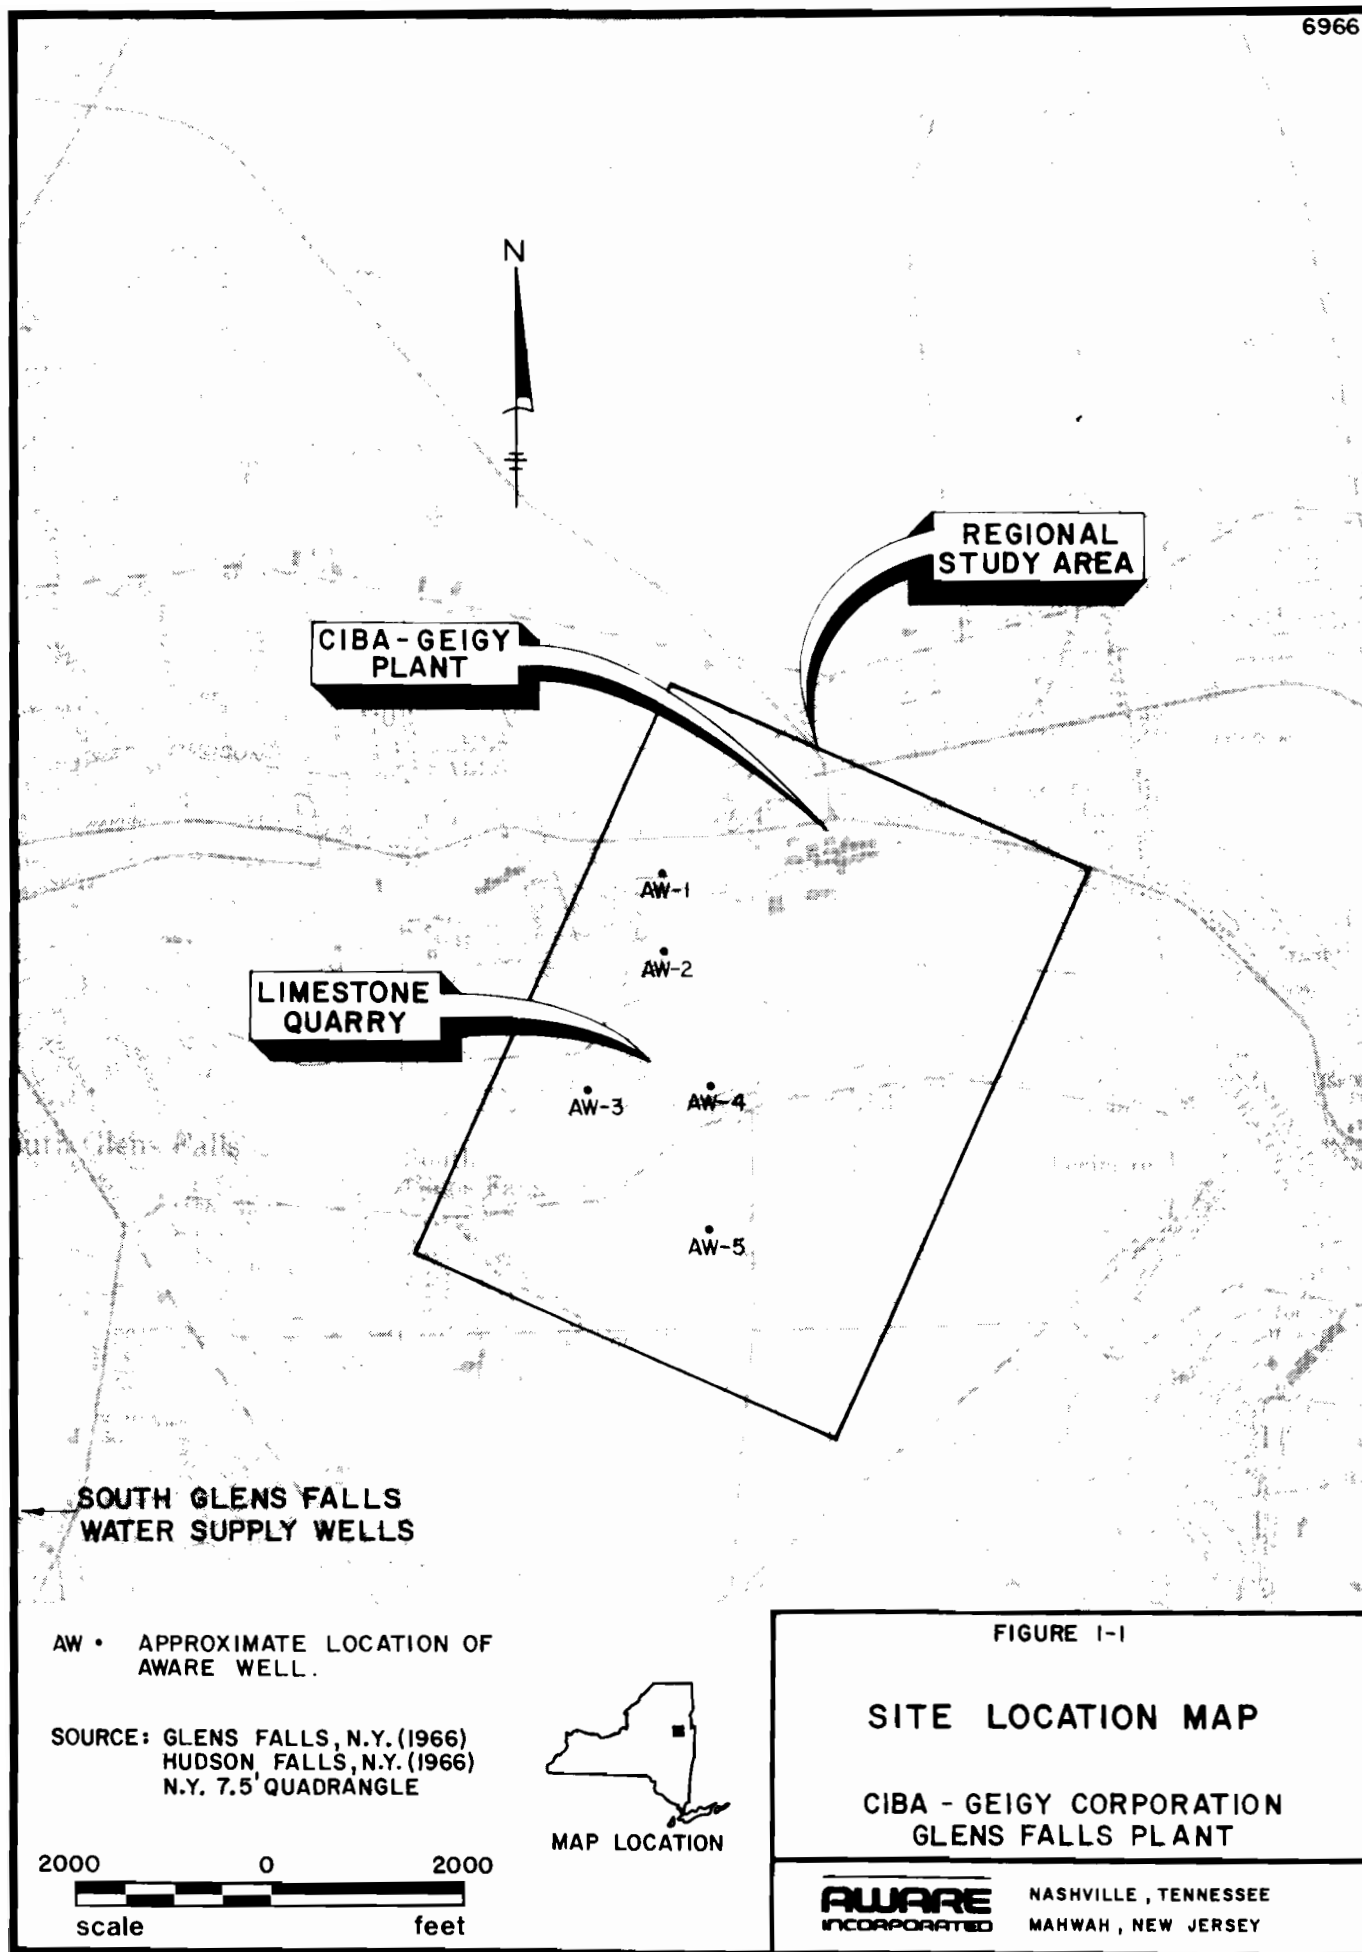 6966
N
REGIONAL
STUDY AREA
CIBA - GEIGY
PLANT
AW-1
AW-2
LIMESTONE
QUARRY
AW-3
AW-4
Glens Falls
AW-5
SOUTH GLENS FALLS
WATER SUPPLY WELLS
AW • APPROXIMATE LOCATION OF
AWARE WELL.
SOURCE: GLENS FALLS, N.Y. (1966)
HUDSON FALLS, N.Y. (1966)
N.Y. 7.5' QUADRANGLE
MAP LOCATION
2000 0 2000
scale feet
FIGURE 1-1
SITE LOCATION MAP
CIBA - GEIGY CORPORATION
GLENS FALLS PLANT
AWARE
INCORPORATED
NASHVILLE, TENNESSEE
MAHWAH, NEW JERSEY